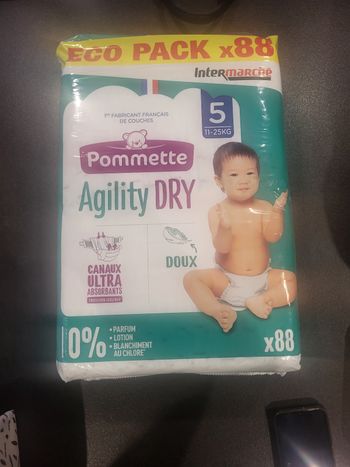 ECO PACK x88
Intermarché
1er FABRICANT FRANÇAIS
DE COUCHES
5
11-25KG
Pommette
Agility DRY
CANAUX
ULTRA
ABSORBANTS
DOUX
0%
• PARFUM
• LOTION
• BLANCHIMENT
AU CHLORE
x88